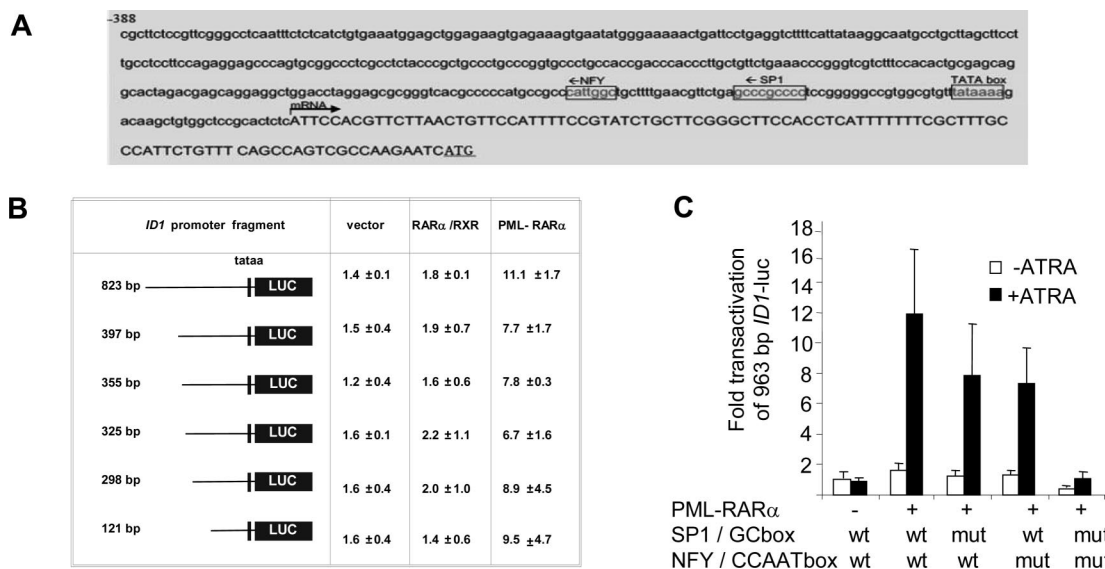 A
-388
cgcttctccgttcgggcctcaatttctctcatctgtgaaatggagctggagaagtgagaaagtgaatatgggaaaaactgattcctgaggtcttttcattataaggcaatgcctgcttagcttcct
tgcctccttccagaggagcccagtgcggcccctcgcctctacccgctgccctgcccggtgccctgccaccgacccacccttgctgttctgaaacccgggtcgtctttccacactgcgagcag
gcactagacgagcaggaggctggacctaggagcgcgggtcacgcccccatgccgcccattggctgcttttgaacgttctgagcccgccccctccgggggccgtggcgtgtttataaaag
←NFY ← SP1 TATA box
mRNA
acaagctgtggctccgcactctcATTCCACGTTCTTAACTGTTCCATTTTCCGTATCTGCTTCGGGCTTCCACCTCATTTTTTTCGCTTTGC
CCATTCTGTTT CAGCCAGTCGCCAAGAATCATG
B
ID1 promoter fragment vector RARα /RXR PML- RARα
tataa
823 bp LUC 1.4 ±0.1 1.8 ±0.1 11.1 ±1.7
397 bp LUC 1.5 ±0.4 1.9 ±0.7 7.7 ±1.7
355 bp LUC 1.2 ±0.4 1.6 ±0.6 7.8 ±0.3
325 bp LUC 1.6 ±0.1 2.2 ±1.1 6.7 ±1.6
298 bp LUC 1.6 ±0.4 2.0 ±1.0 8.9 ±4.5
121 bp LUC 1.6 ±0.4 1.4 ±0.6 9.5 ±4.7
C
Fold transactivation
of 963 bp ID1-luc
18
16
14
12
10
8
6
4
2
-ATRA
+ATRA
PML-RARα - + + + +
SP1 / GCbox wt wt mut wt mut
NFY / CCAATbox wt wt wt mut mut